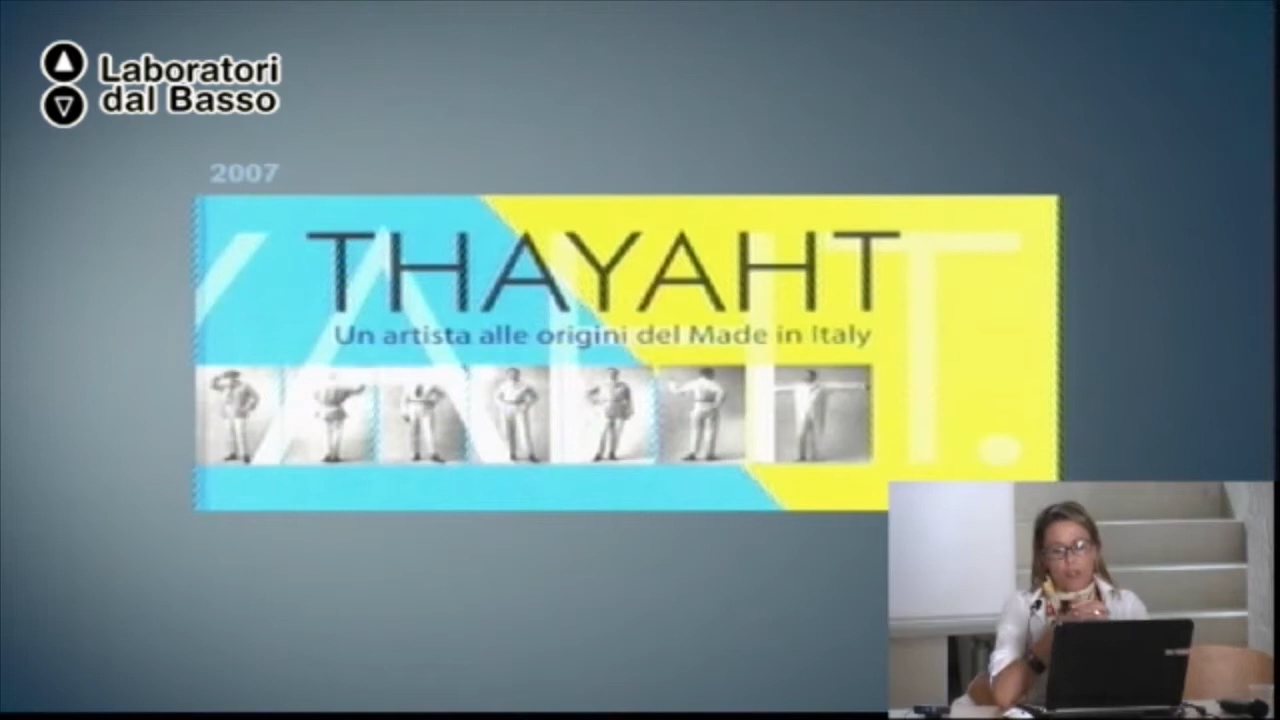 Laboratori
dal Basso
2007
THAYAHT
Un artista alle origini del Made in Italy